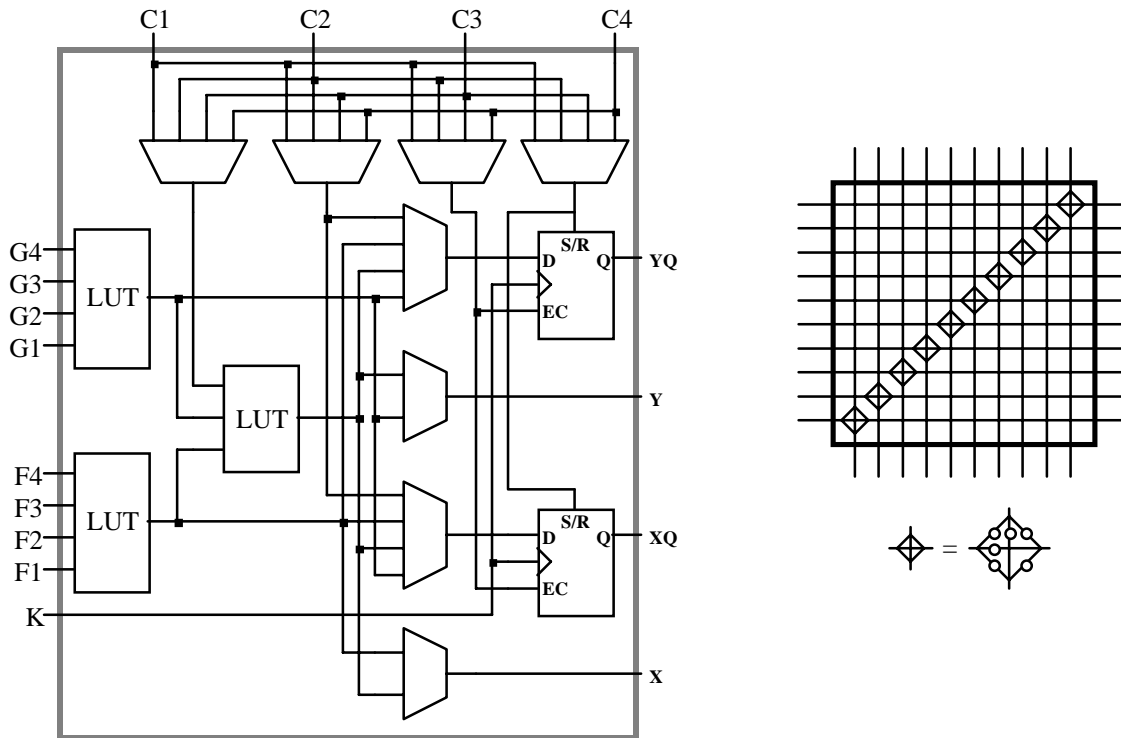 C1 C2 C3 C4
S/R
G4
D Q YQ
G3
LUT
G2
EC
G1
Y
LUT
F4
S/R
F3
LUT
D Q XQ
F2
F1
EC
K
X
=